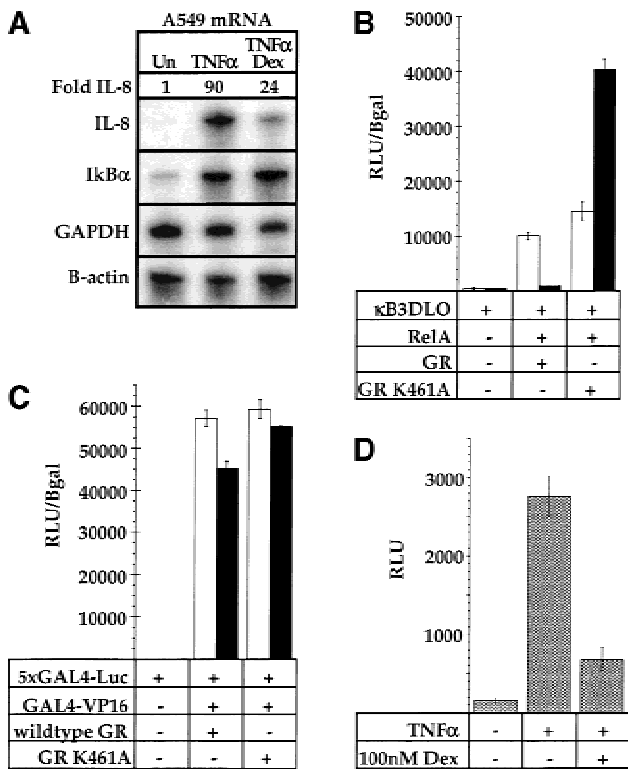 A
A549 mRNA
Un TNFα TNFα Dex
Fold IL-8 1 90 24
IL-8
IkBα
GAPDH
B-actin
B
RLU/Bgal
50000
40000
30000
20000
10000
κB3DLO + + +
RelA - + +
GR - + -
GR K461A - - +
C
RLU/Bgal
60000
50000
40000
30000
20000
10000
5xGAL4-Luc + + +
GAL4-VP16 - + +
wildtype GR - + -
GR K461A - - +
D
RLU
3000
2000
1000
TNFα - + +
100nM Dex - - +